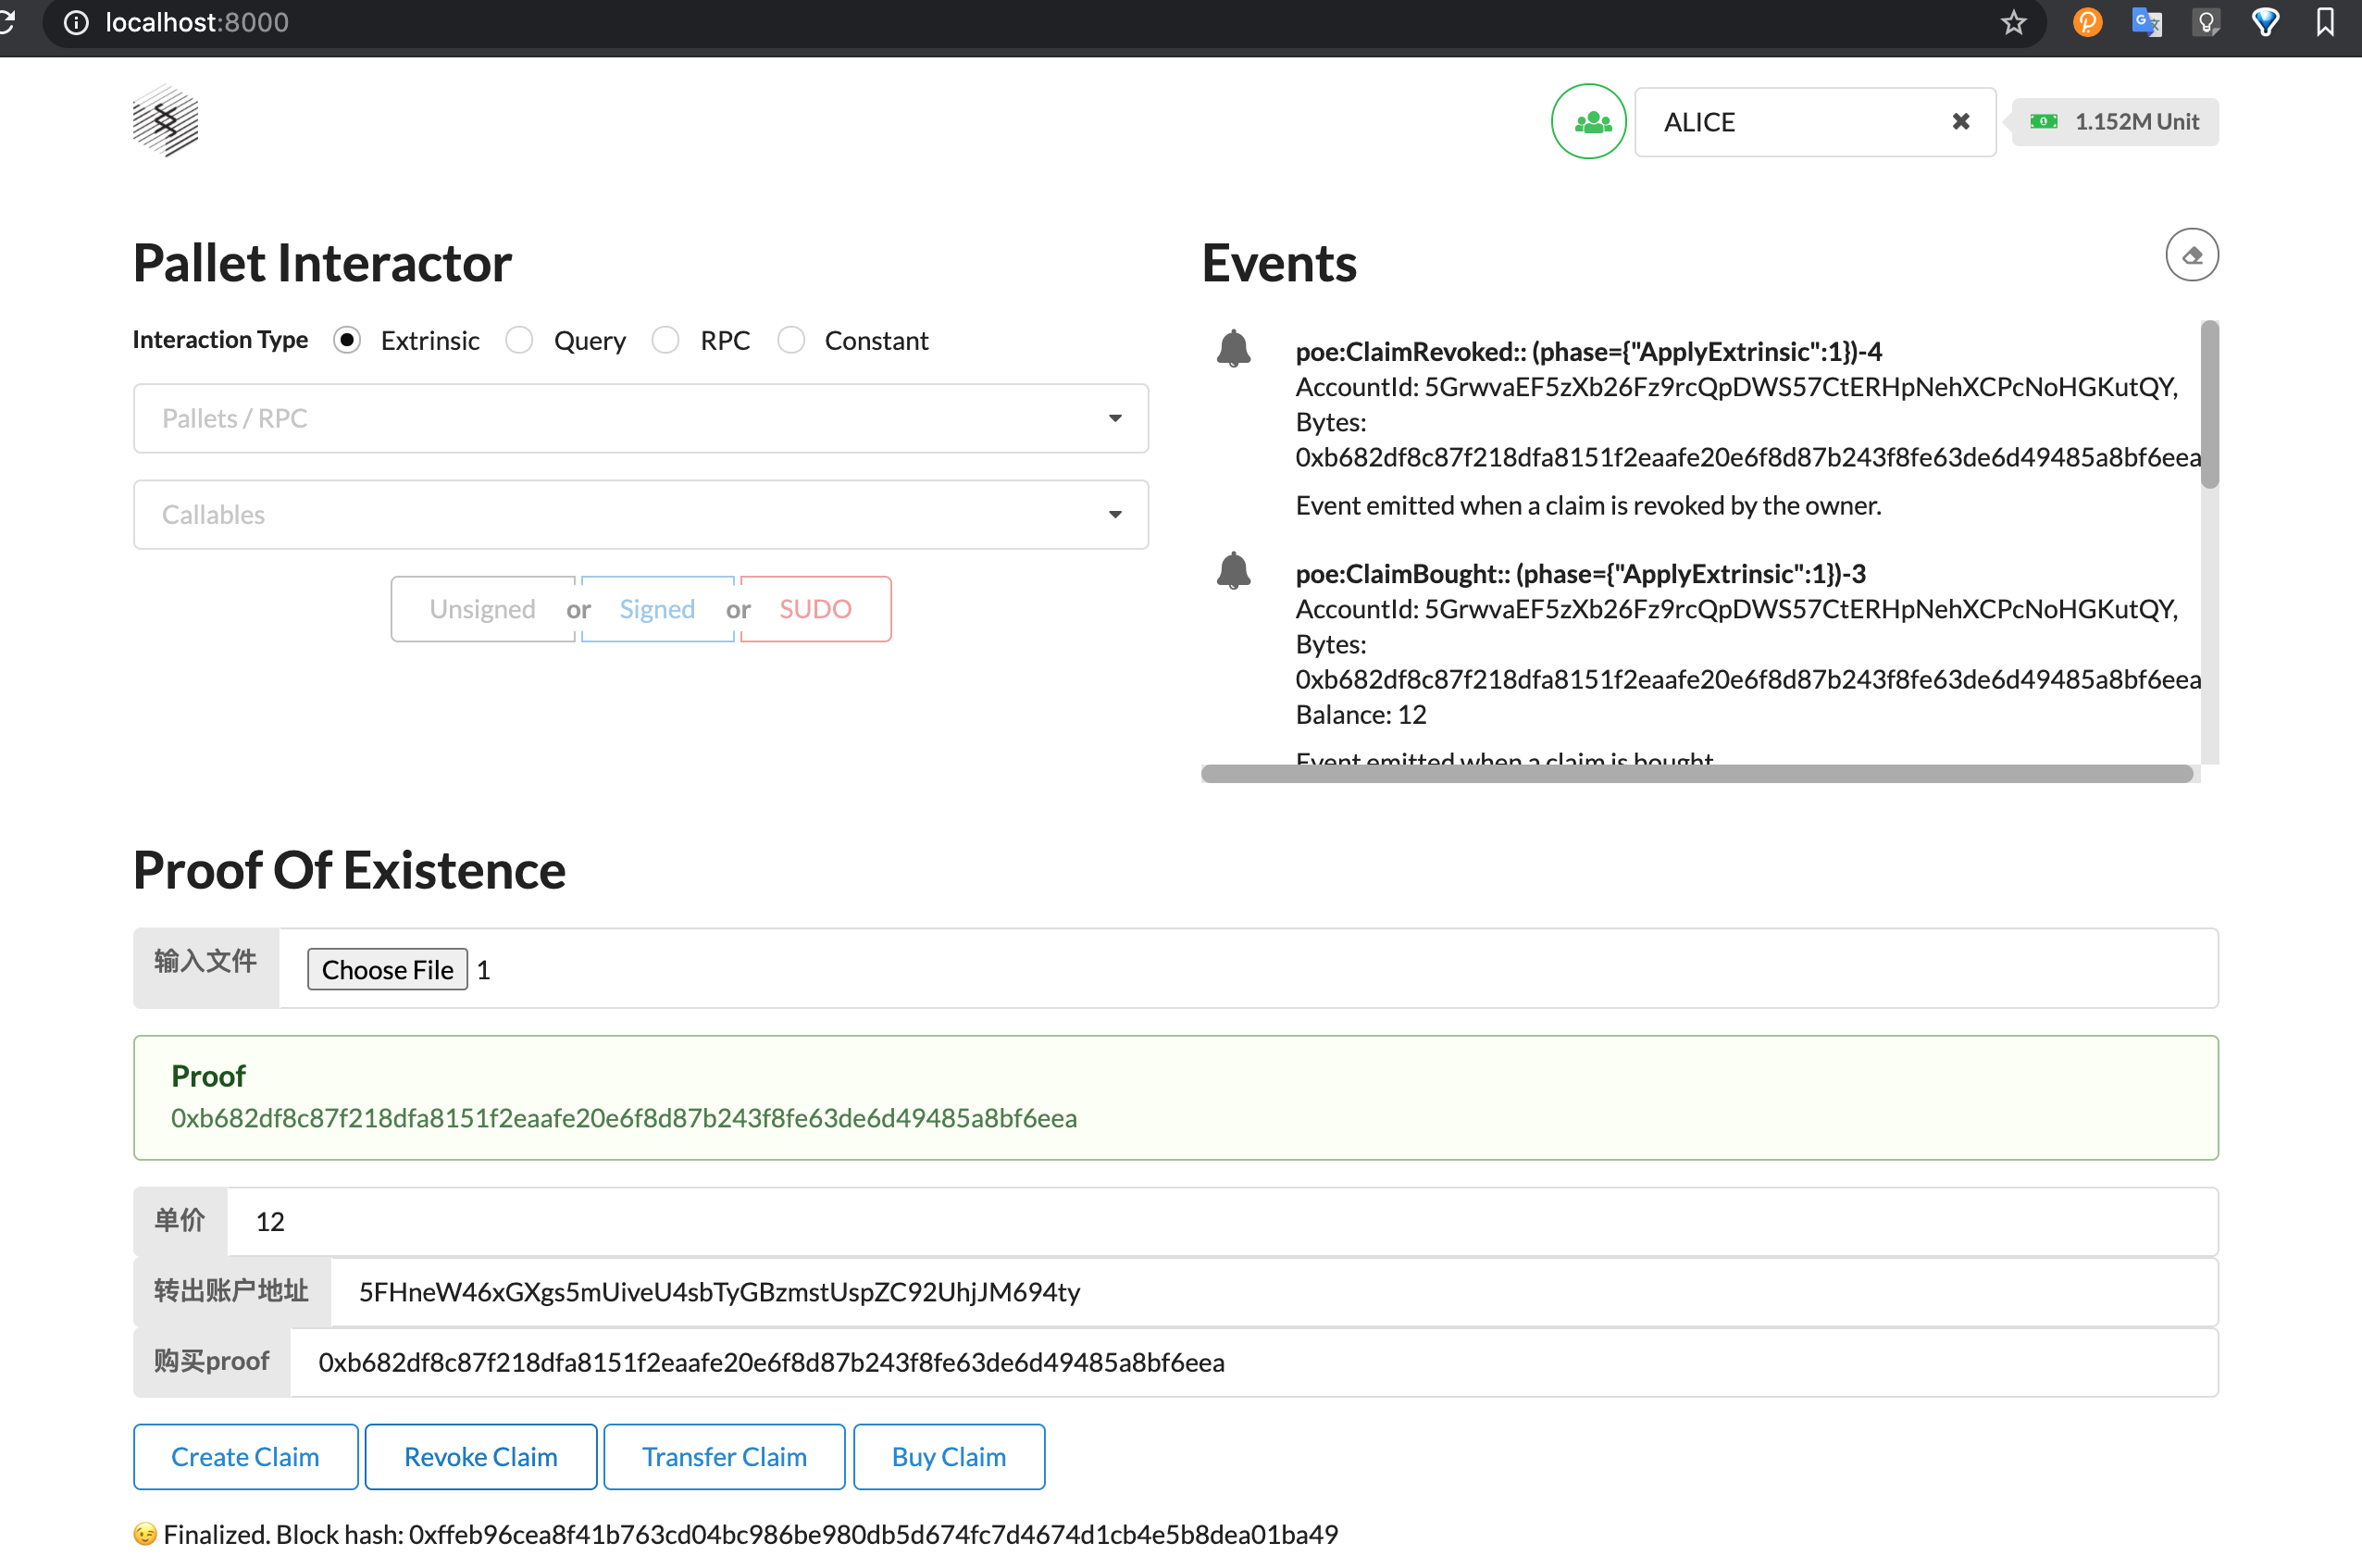 localhost:8000
ALICE
1.152M Unit
Pallet Interactor
Interaction Type Extrinsic Query RPC Constant
Pallets / RPC
Callables
Unsigned or Signed or SUDO
Events
poe:ClaimRevoked:: (phase={"ApplyExtrinsic":1})-4
AccountId: 5GrwvaEF5zXb26Fz9rcQpDWS57CtERHpNehXCPcNoHGKutQY,
Bytes:
0xb682df8c87f218dfa8151f2eaafe20e6f8d87b243f8fe63de6d49485a8bf6eea
Event emitted when a claim is revoked by the owner.
poe:ClaimBought:: (phase={"ApplyExtrinsic":1})-3
AccountId: 5GrwvaEF5zXb26Fz9rcQpDWS57CtERHpNehXCPcNoHGKutQY,
Bytes:
0xb682df8c87f218dfa8151f2eaafe20e6f8d87b243f8fe63de6d49485a8bf6eea
Balance: 12
Event emitted when a claim is bought
Proof Of Existence
输入文件 Choose File 1
Proof
0xb682df8c87f218dfa8151f2eaafe20e6f8d87b243f8fe63de6d49485a8bf6eea
单价 12
转出账户地址 5FHneW46xGXgs5mUiveU4sbTyGBzmstUspZC92UhjJM694ty
购买proof 0xb682df8c87f218dfa8151f2eaafe20e6f8d87b243f8fe63de6d49485a8bf6eea
Create Claim Revoke Claim Transfer Claim Buy Claim
😉 Finalized. Block hash: 0xffeb96cea8f41b763cd04bc986be980db5d674fc7d4674d1cb4e5b8dea01ba49